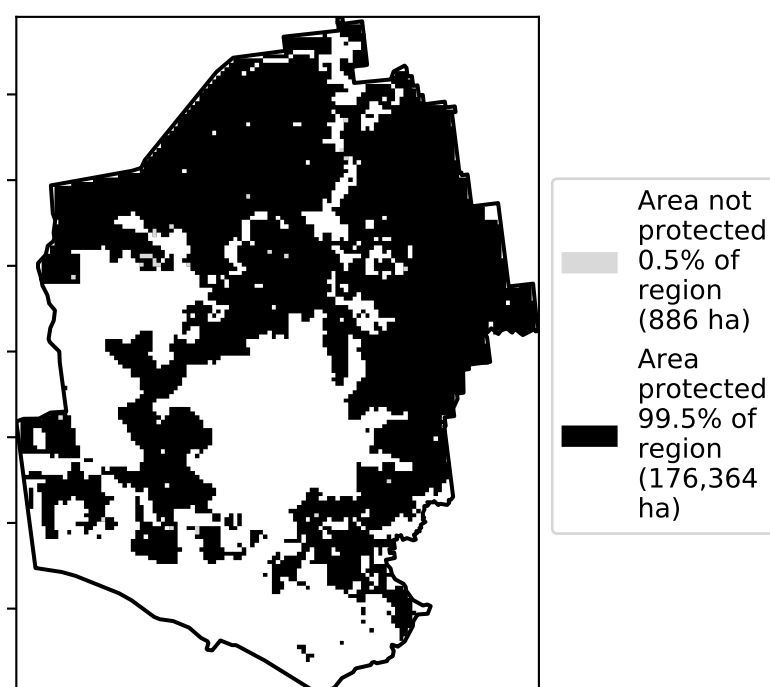 Area not
protected
0.5% of
region
(886 ha)
Area
protected
99.5% of
region
(176,364
ha)